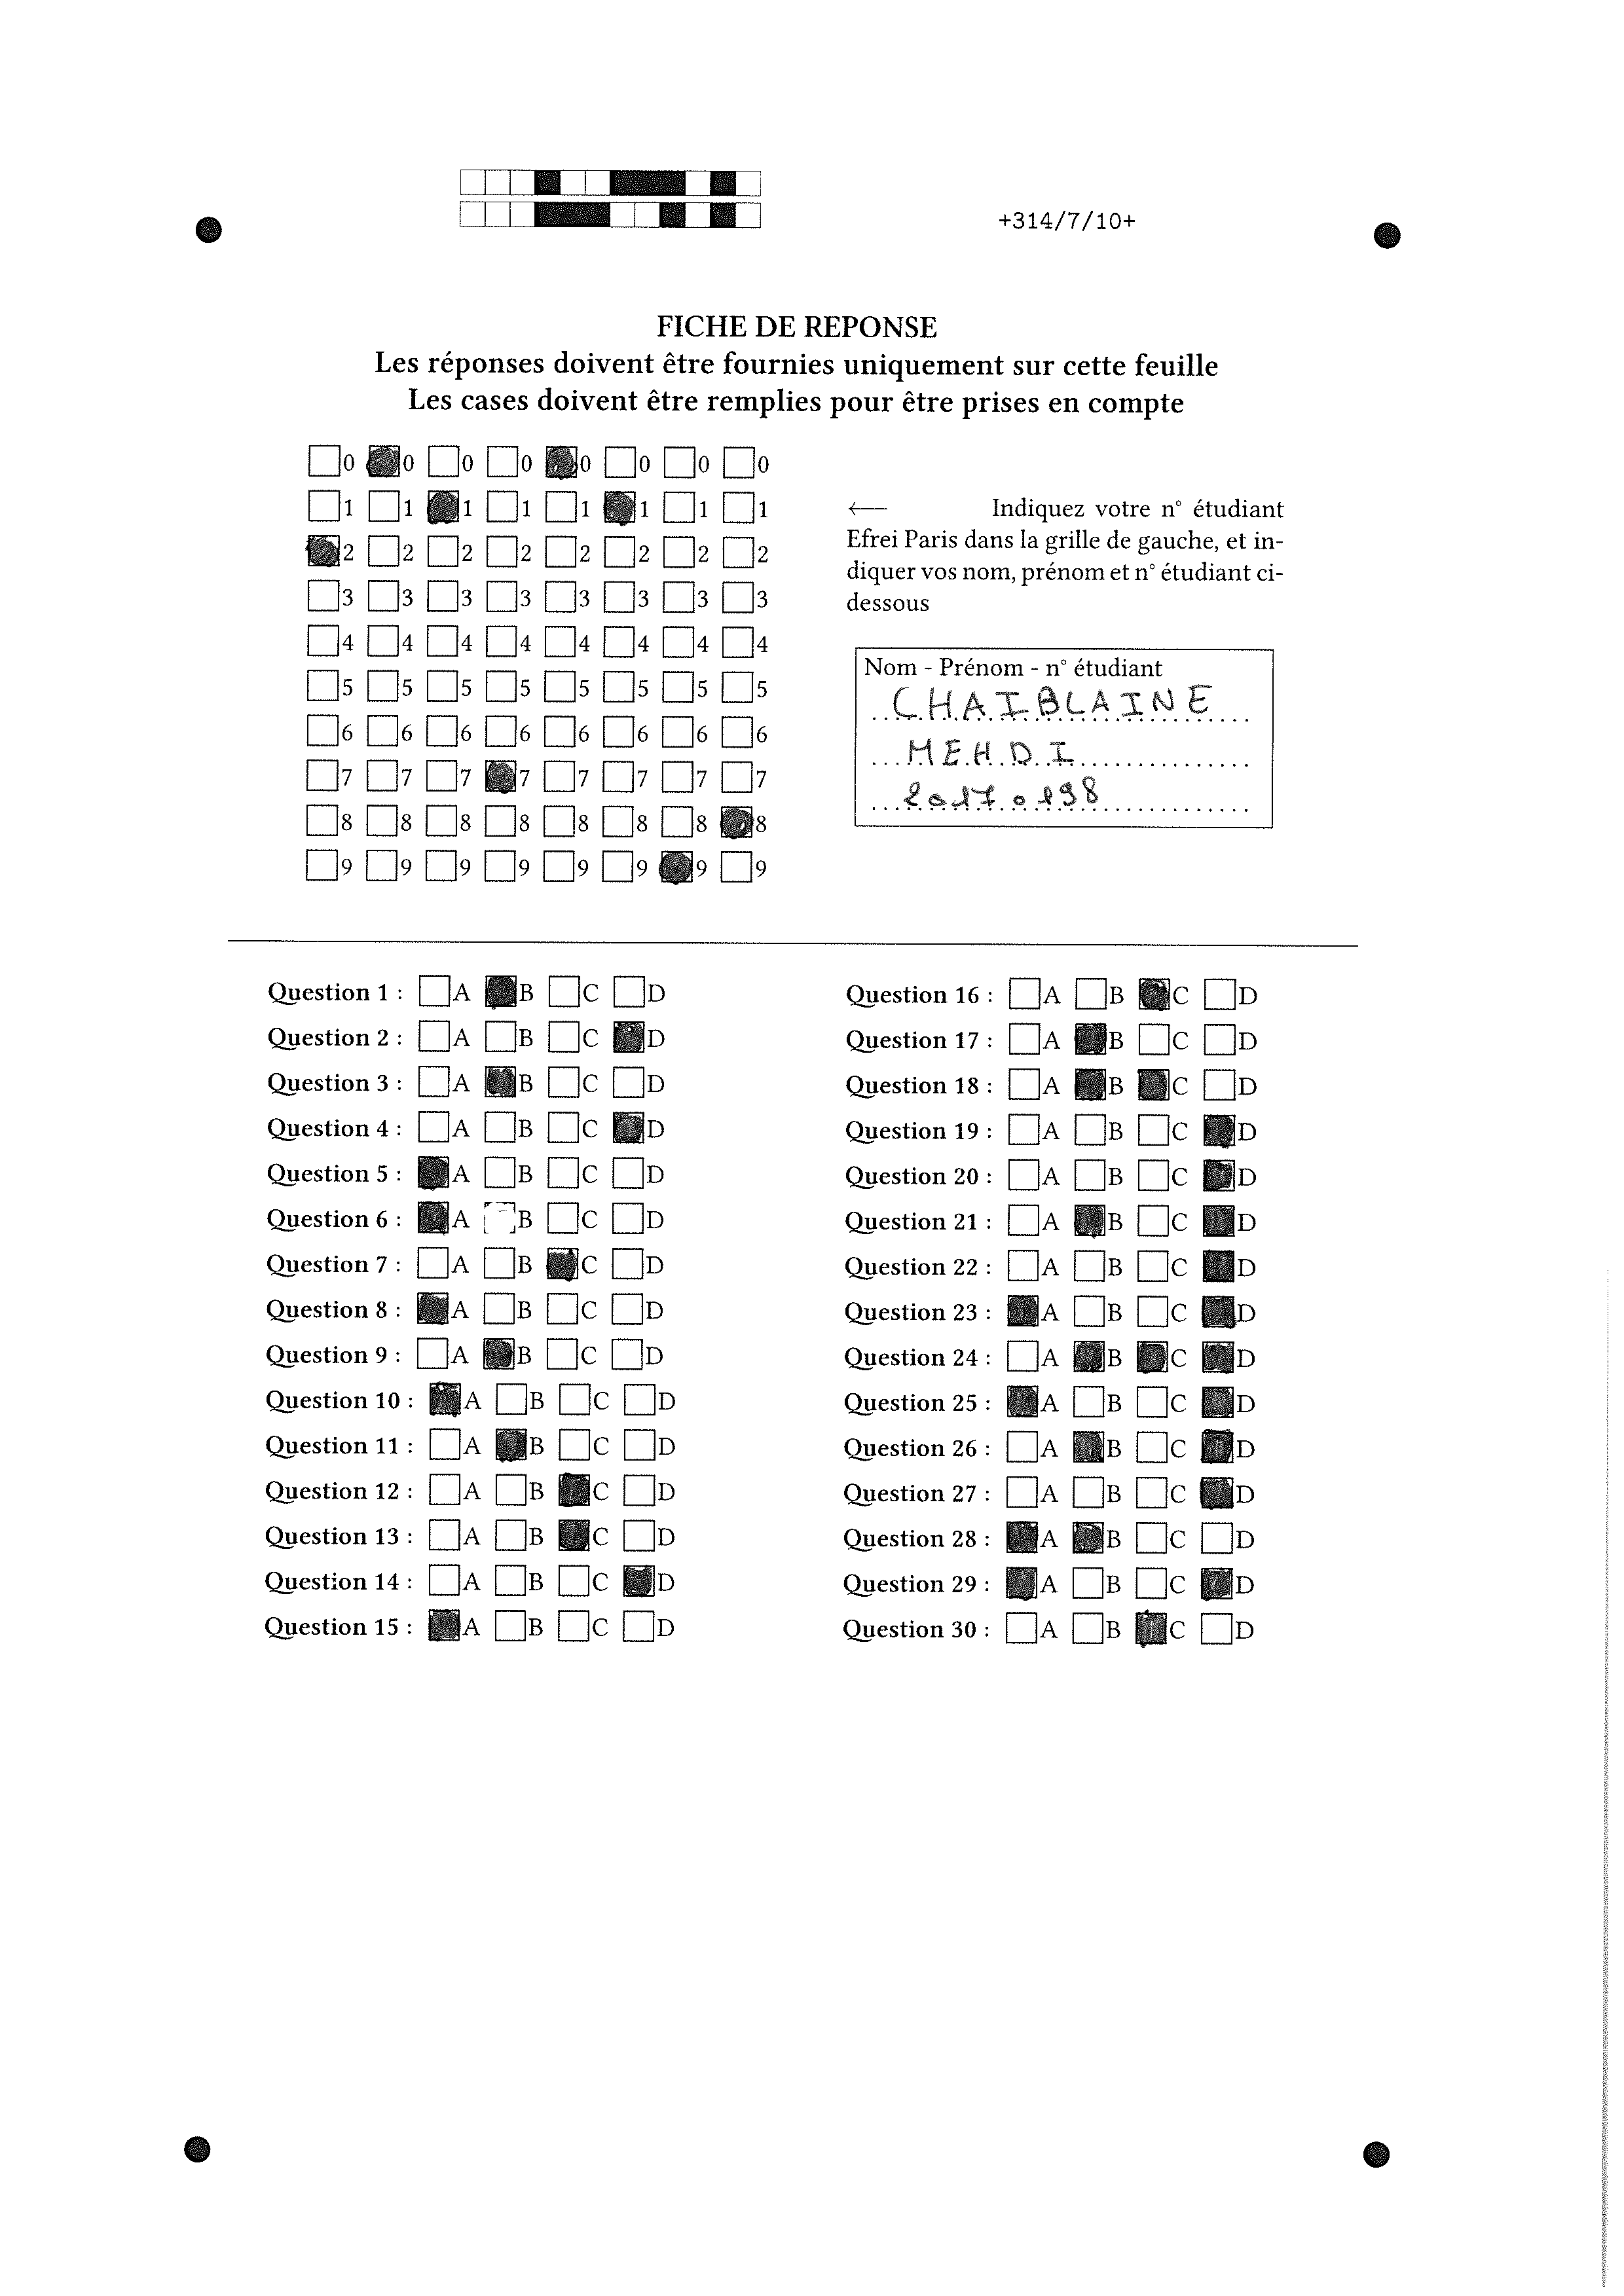 +314/7/10+
FICHE DE REPONSE
Les réponses doivent être fournies uniquement sur cette feuille
Les cases doivent être remplies pour être prises en compte
0 0 0 0 0 0 0 0
1 1 1 1 1 1 1 1
2 2 2 2 2 2 2 2
3 3 3 3 3 3 3 3
4 4 4 4 4 4 4 4
5 5 5 5 5 5 5 5
6 6 6 6 6 6 6 6
7 7 7 7 7 7 7 7
8 8 8 8 8 8 8 8
9 9 9 9 9 9 9 9
← Indiquez votre n° étudiant
Efrei Paris dans la grille de gauche, et in-
diquer vos nom, prénom et n° étudiant ci-
dessous
Nom - Prénom - n° étudiant
CHAIBLAINE
MEHDI
20170198
Question 1 : A B C D
Question 2 : A B C D
Question 3 : A B C D
Question 4 : A B C D
Question 5 : A B C D
Question 6 : A B C D
Question 7 : A B C D
Question 8 : A B C D
Question 9 : A B C D
Question 10 : A B C D
Question 11 : A B C D
Question 12 : A B C D
Question 13 : A B C D
Question 14 : A B C D
Question 15 : A B C D
Question 16 : A B C D
Question 17 : A B C D
Question 18 : A B C D
Question 19 : A B C D
Question 20 : A B C D
Question 21 : A B C D
Question 22 : A B C D
Question 23 : A B C D
Question 24 : A B C D
Question 25 : A B C D
Question 26 : A B C D
Question 27 : A B C D
Question 28 : A B C D
Question 29 : A B C D
Question 30 : A B C D